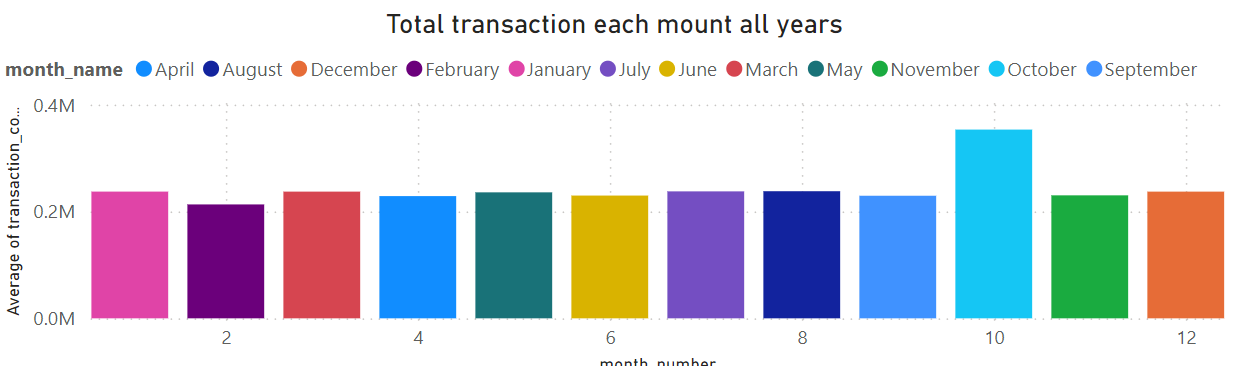 Total transaction each mount all years
month_name April August December February January July June March May November October September
Average of transaction_co...
0.4M
0.2M
0.0M
2 4 6 8 10 12
month_number